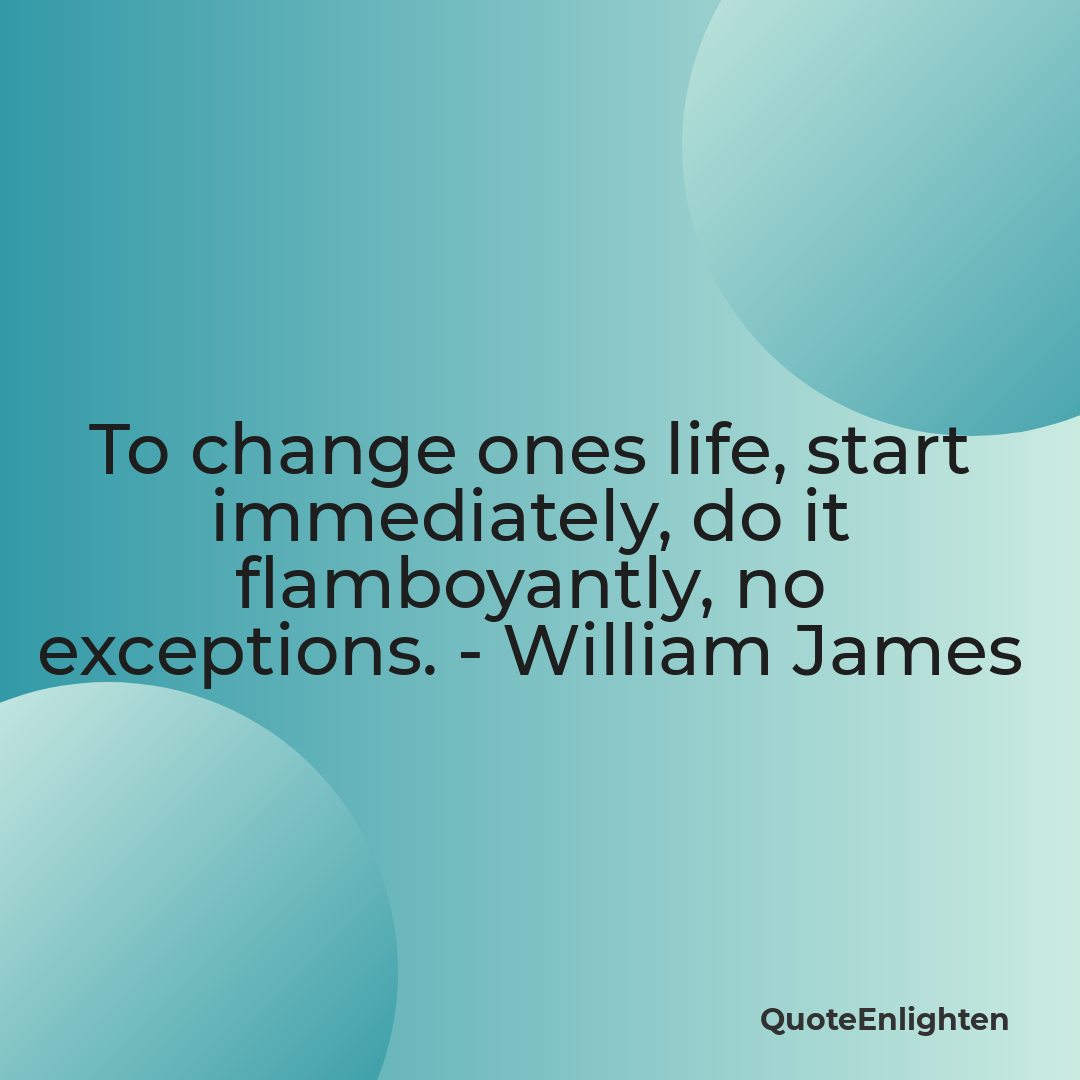 To change ones life, start
immediately, do it
flamboyantly, no
exceptions. - William James
QuoteEnlighten